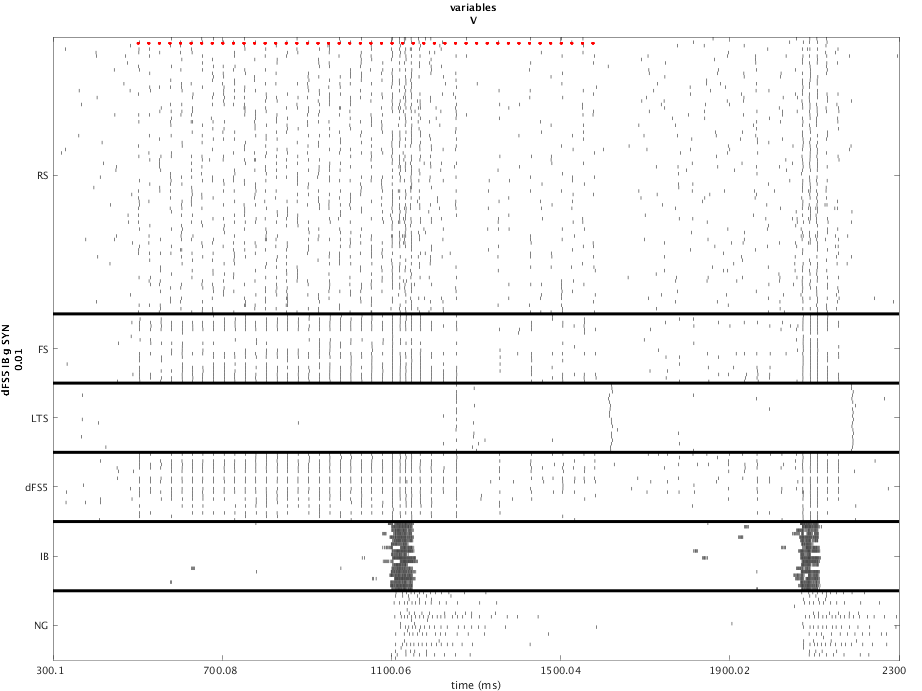 variables
V
RS
FS
LTS
dFS5
IB
NG
dFS5 IB g SYN
0.01
300.1
700.08
1100.06
1500.04
1900.02
2300
time (ms)